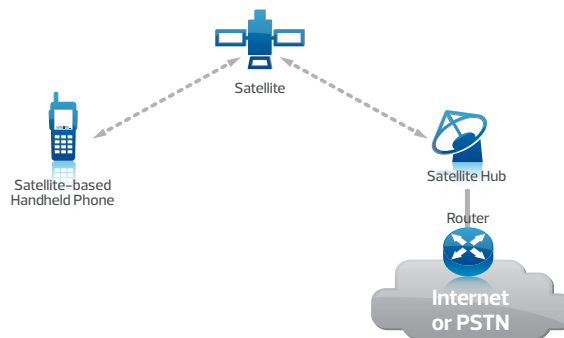 Satellite
Satellite-based
Handheld Phone
Satellite Hub
Router
Internet
or PSTN